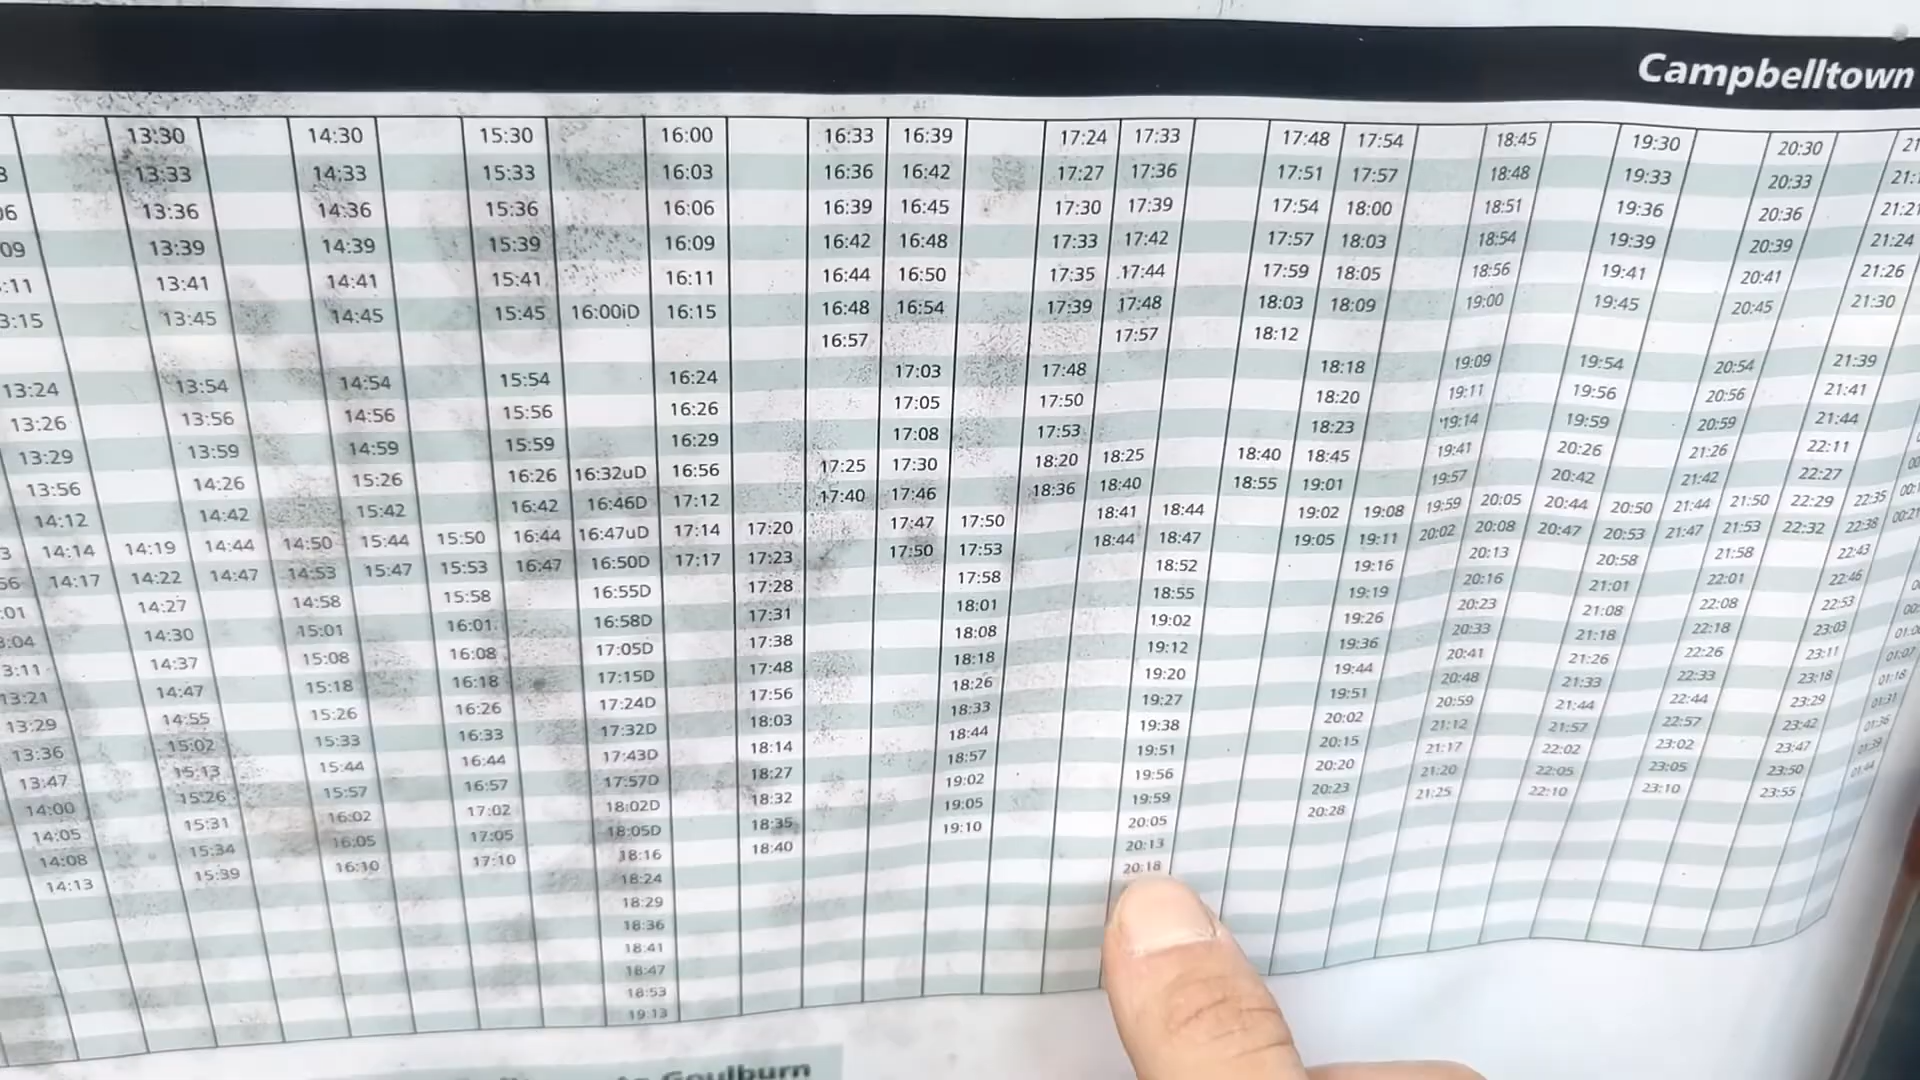 Campbelltown
13:30 14:30 15:30 16:00 16:33 16:39 17:24 17:33 17:48 17:54 18:45 19:30 20:30
13:33 14:33 15:33 16:03 16:36 16:42 17:27 17:36 17:51 17:57 18:48 19:33 20:33
13:36 14:36 15:36 16:06 16:39 16:45 17:30 17:39 17:54 18:00 18:51 19:36 20:36
13:39 14:39 15:39 16:09 16:42 16:48 17:33 17:42 17:57 18:03 18:54 19:39 20:39 21:24
13:41 14:41 15:41 16:11 16:44 16:50 17:35 17:44 17:59 18:05 18:56 19:41 20:41 21:26
13:45 14:45 15:45 16:00iD 16:15 16:48 16:54 17:39 17:48 18:03 18:09 19:00 19:45 20:45 21:30
16:57 17:57 18:12
13:24 13:54 14:54 15:54 16:24 17:03 17:48 18:18 19:09 19:54 20:54 21:39
13:26 13:56 14:56 15:56 16:26 17:05 17:50 18:20 19:11 19:56 20:56 21:41
13:29 13:59 14:59 15:59 16:29 17:08 17:53 18:23 19:14 19:59 20:59 21:44
13:56 14:26 15:26 16:26 16:32uD 16:56 17:25 17:30 18:20 18:25 18:40 18:45 19:41 20:26 21:26 22:11
14:12 14:42 15:42 16:42 16:46D 17:12 17:40 17:46 18:36 18:40 18:55 19:01 19:57 20:42 21:42 22:27
14:14 14:19 14:44 14:50 15:44 15:50 16:44 16:47uD 17:14 17:20 17:47 17:50 18:41 18:44 19:02 19:08 19:59 20:05 20:44 20:50 21:44 21:50 22:29 22:35
14:17 14:22 14:47 14:53 15:47 15:53 16:47 16:50D 17:17 17:23 17:50 17:53 18:44 18:47 19:05 19:11 20:02 20:08 20:47 20:53 21:47 21:53 22:32 22:38
14:27 14:58 15:58 16:55D 17:28 17:58 18:52 19:16 20:13 20:58 21:58 22:43
14:30 15:01 16:01 16:58D 17:31 18:01 18:55 19:19 20:16 21:01 22:01 22:46
13:11 14:37 15:08 16:08 17:05D 17:38 18:08 19:02 19:26 20:23 21:08 22:08 22:53
13:21 14:47 15:18 16:18 17:15D 17:48 18:18 19:12 19:36 20:33 21:18 22:18 23:03
13:29 14:55 15:26 16:26 17:24D 17:56 18:26 19:20 19:44 20:41 21:26 22:26 23:11
13:36 15:02 15:33 16:33 17:32D 18:03 18:33 19:27 19:51 20:48 21:33 22:33 23:18
13:47 15:13 15:44 16:44 17:43D 18:14 18:44 19:38 20:02 20:59 21:44 22:44 23:29
14:00 15:26 15:57 16:57 17:57D 18:27 18:57 19:51 20:15 21:12 21:57 22:57 23:42
14:05 15:31 16:02 17:02 18:02D 18:32 19:02 19:56 20:20 21:17 22:02 23:02 23:47
14:08 15:34 16:05 17:05 18:05D 18:35 19:05 19:59 20:23 21:20 22:05 23:05 23:50
14:13 15:39 16:10 17:10 18:16 18:40 19:10 20:05 20:28 21:25 22:10 23:10 23:55
18:24 20:13
18:29 20:18
18:36
18:41
18:47
18:53
19:13
Goulburn